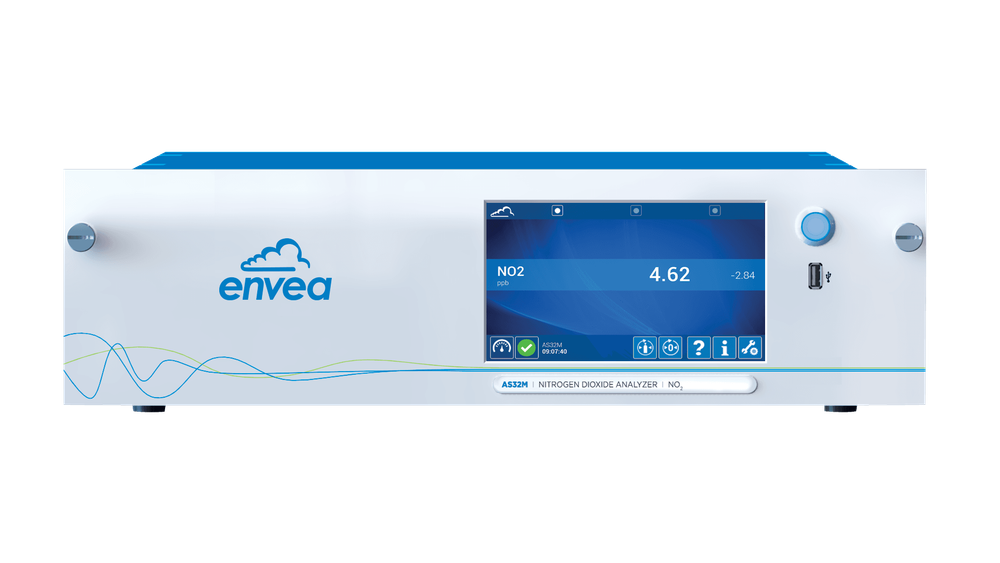 envea
NO2
ppb
4.62
-2.84
AS32M
09:07:40
AS32M | NITROGEN DIOXIDE ANALYZER | NO₂